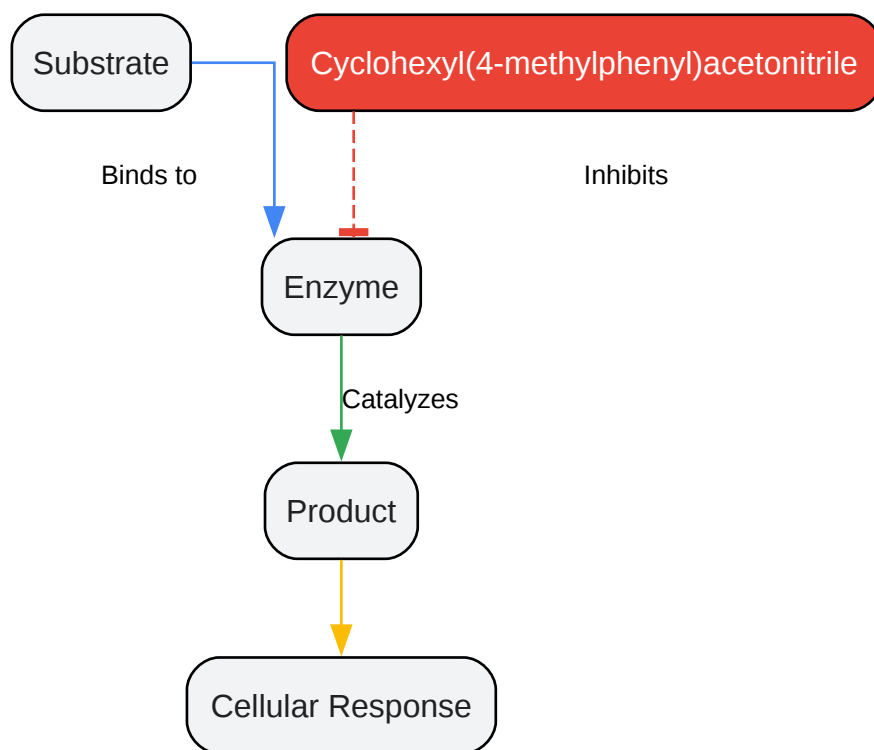 Substrate
Cyclohexyl(4-methylphenyl)acetonitrile
Binds to
Inhibits
Enzyme
Catalyzes
Product
Cellular Response